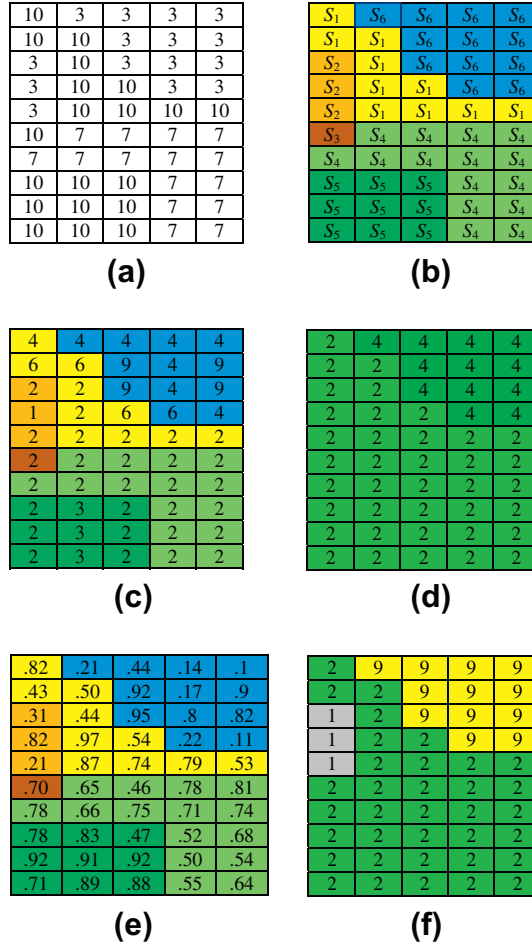 10 3 3 3 3
10 10 3 3 3
3 10 3 3 3
3 10 10 3 3
3 10 10 10 10
10 7 7 7 7
7 7 7 7 7
10 10 10 7 7
10 10 10 7 7
10 10 10 7 7
(a)
S1 S6 S6 S6 S6
S1 S1 S6 S6 S6
S2 S1 S6 S6 S6
S2 S1 S1 S6 S6
S2 S1 S1 S1 S1
S3 S4 S4 S4 S4
S4 S4 S4 S4 S4
S5 S5 S5 S4 S4
S5 S5 S5 S4 S4
S5 S5 S5 S4 S4
(b)
4 4 4 4 4
6 6 9 4 9
2 2 9 4 9
1 2 6 6 4
2 2 2 2 2
2 2 2 2 2
2 2 2 2 2
2 3 2 2 2
2 3 2 2 2
2 3 2 2 2
(c)
2 4 4 4 4
2 2 4 4 4
2 2 4 4 4
2 2 2 4 4
2 2 2 2 2
2 2 2 2 2
2 2 2 2 2
2 2 2 2 2
2 2 2 2 2
2 2 2 2 2
(d)
.82 .21 .44 .14 .1
.43 .50 .92 .17 .9
.31 .44 .95 .8 .82
.82 .97 .54 .22 .11
.21 .87 .74 .79 .53
.70 .65 .46 .78 .81
.78 .66 .75 .71 .74
.78 .83 .47 .52 .68
.92 .91 .92 .50 .54
.71 .89 .88 .55 .64
(e)
2 9 9 9 9
2 2 9 9 9
1 2 9 9 9
1 2 2 9 9
1 2 2 2 2
2 2 2 2 2
2 2 2 2 2
2 2 2 2 2
2 2 2 2 2
2 2 2 2 2
(f)